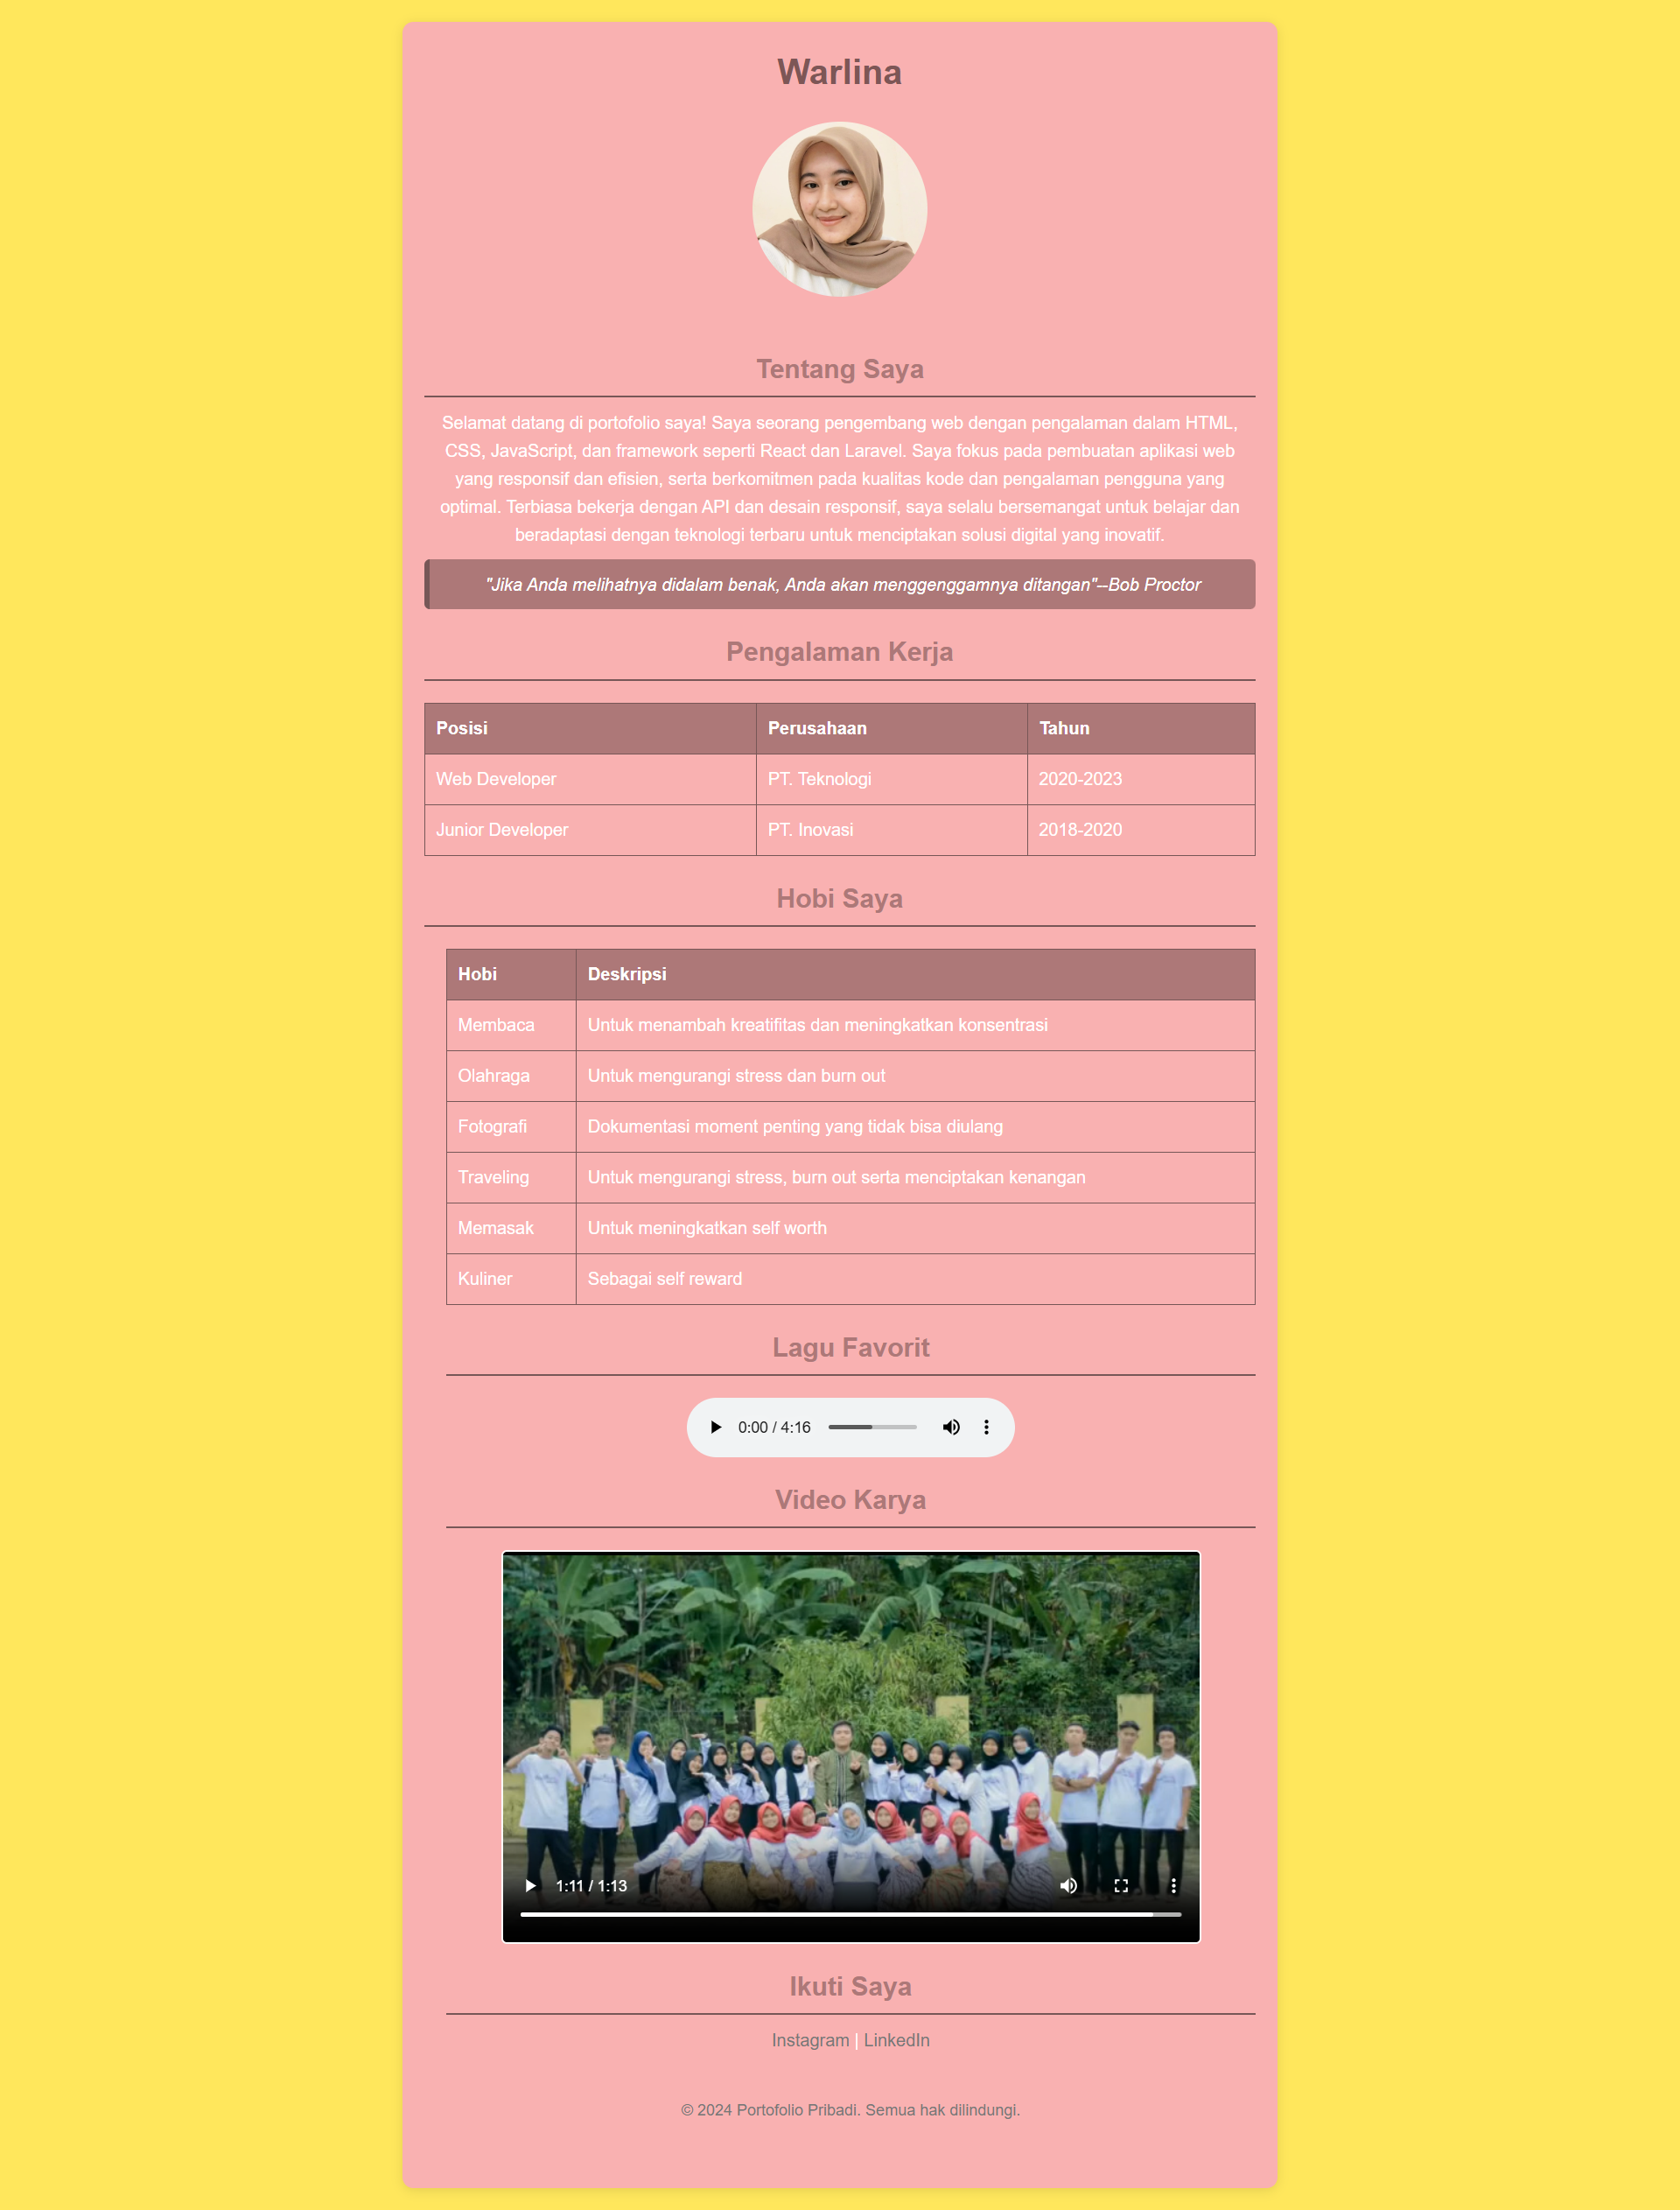 Warlina
Tentang Saya
Selamat datang di portofolio saya! Saya seorang pengembang web dengan pengalaman dalam HTML,
CSS, JavaScript, dan framework seperti React dan Laravel. Saya fokus pada pembuatan aplikasi web
yang responsif dan efisien, serta berkomitmen pada kualitas kode dan pengalaman pengguna yang
optimal. Terbiasa bekerja dengan API dan desain responsif, saya selalu bersemangat untuk belajar dan
beradaptasi dengan teknologi terbaru untuk menciptakan solusi digital yang inovatif.
"Jika Anda melihatnya didalam benak, Anda akan menggenggamnya ditangan"--Bob Proctor
Pengalaman Kerja
Posisi Perusahaan Tahun
Web Developer PT. Teknologi 2020-2023
Junior Developer PT. Inovasi 2018-2020
Hobi Saya
Hobi Deskripsi
Membaca Untuk menambah kreatifitas dan meningkatkan konsentrasi
Olahraga Untuk mengurangi stress dan burn out
Fotografi Dokumentasi moment penting yang tidak bisa diulang
Traveling Untuk mengurangi stress, burn out serta menciptakan kenangan
Memasak Untuk meningkatkan self worth
Kuliner Sebagai self reward
Lagu Favorit
0:00 / 4:16
Video Karya
1:11 / 1:13
Ikuti Saya
Instagram | LinkedIn
© 2024 Portofolio Pribadi. Semua hak dilindungi.